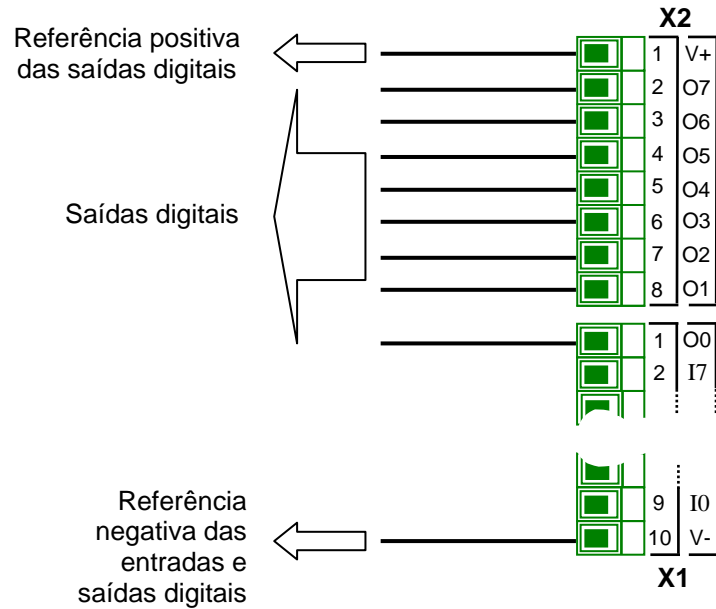 X2
Referência positiva
das saídas digitais
1 V+
2 O7
3 O6
4 O5
5 O4
Saídas digitais
6 O3
7 O2
8 O1
1 O0
2 I7
9 I0
10 V-
Referência
negativa das
entradas e
saídas digitais
X1